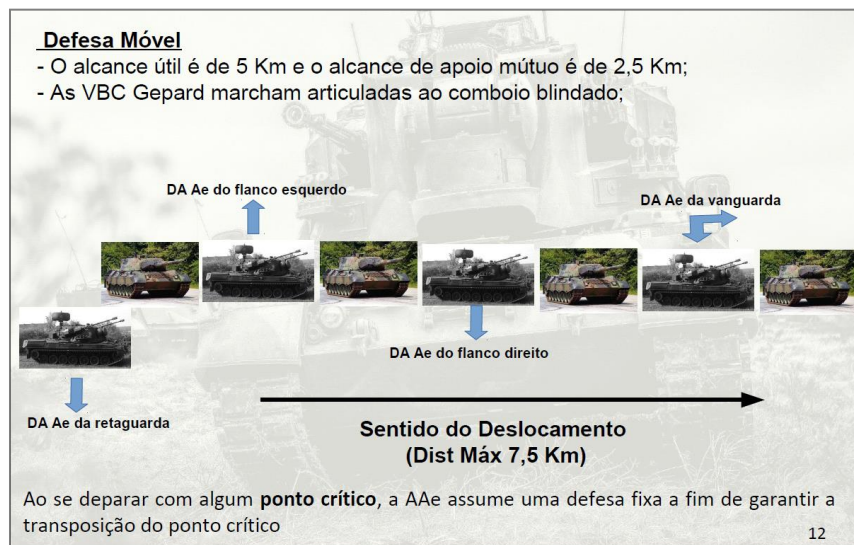 Defesa Móvel
- O alcance útil é de 5 Km e o alcance de apoio mútuo é de 2,5 Km;
- As VBC Gepard marcham articuladas ao comboio blindado;
DA Ae do flanco esquerdo
DA Ae da vanguarda
DA Ae do flanco direito
DA Ae da retaguarda
Sentido do Deslocamento
(Dist Máx 7,5 Km)
Ao se deparar com algum ponto crítico, a AAe assume uma defesa fixa a fim de garantir a
transposição do ponto crítico
12